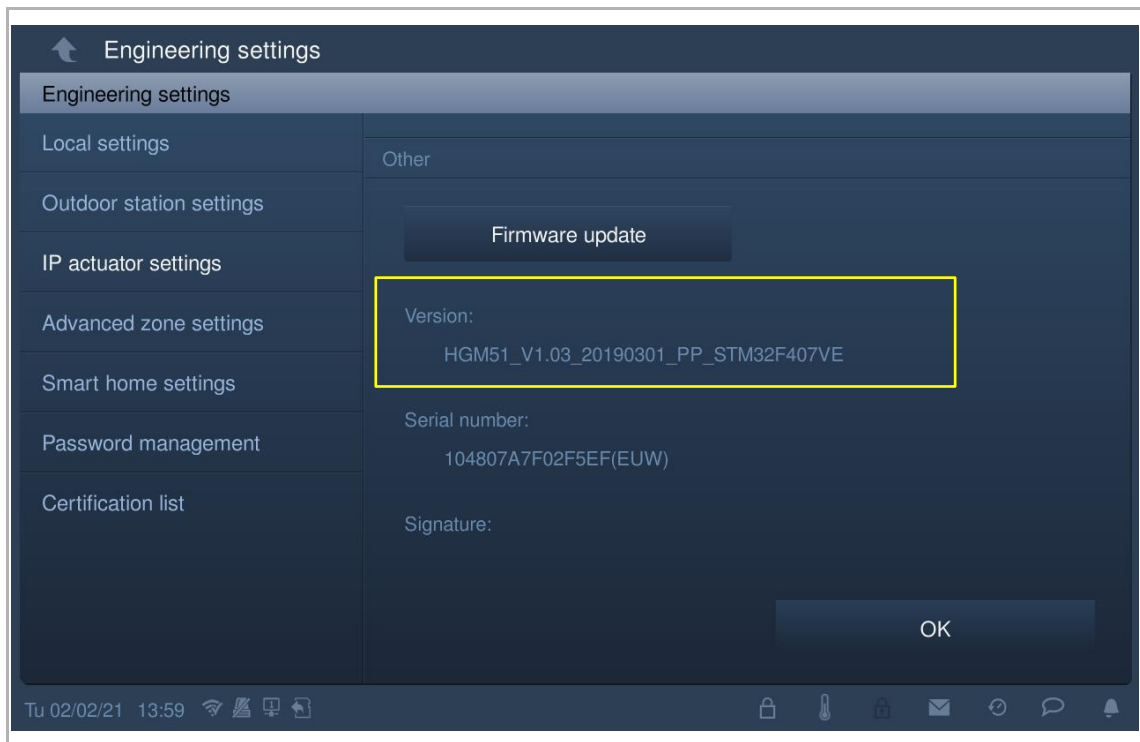 Engineering settings
Engineering settings
Local settings
Outdoor station settings
IP actuator settings
Advanced zone settings
Smart home settings
Password management
Certification list
Other
Firmware update
Version:
HGM51_V1.03_20190301_PP_STM32F407VE
Serial number:
104807A7F02F5EF(EUW)
Signature:
OK
Tu 02/02/21 13:59